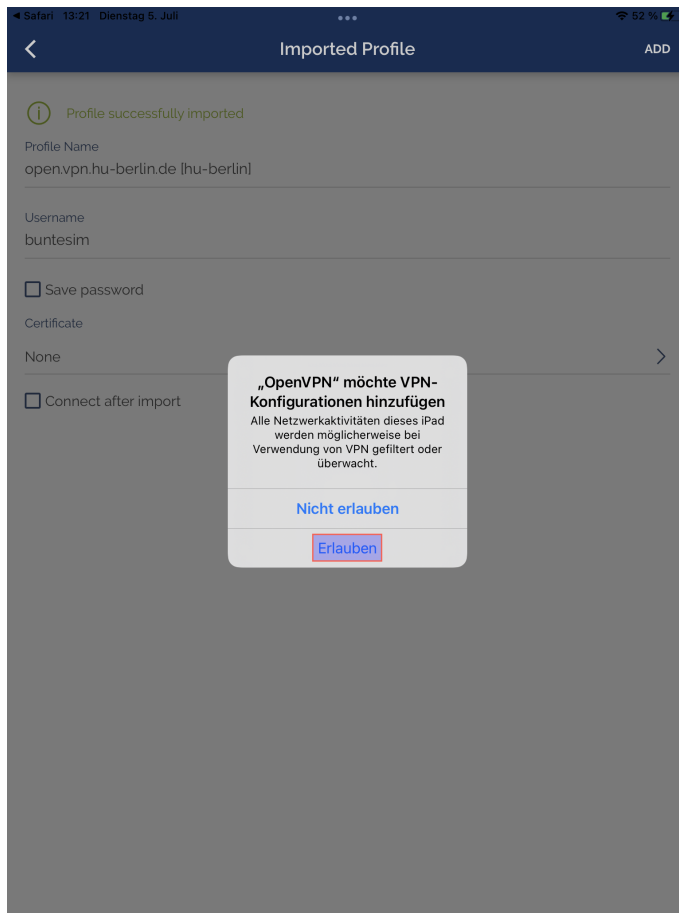 ◄ Safari 13:21 Dienstag 5. Juli 52 %
Imported Profile ADD
Profile successfully imported
Profile Name
open.vpn.hu-berlin.de [hu-berlin]
Username
buntesim
Save password
Certificate
None
Connect after import
„OpenVPN“ möchte VPN-
Konfigurationen hinzufügen
Alle Netzwerkaktivitäten dieses iPad
werden möglicherweise bei
Verwendung von VPN gefiltert oder
überwacht.
Nicht erlauben
Erlauben